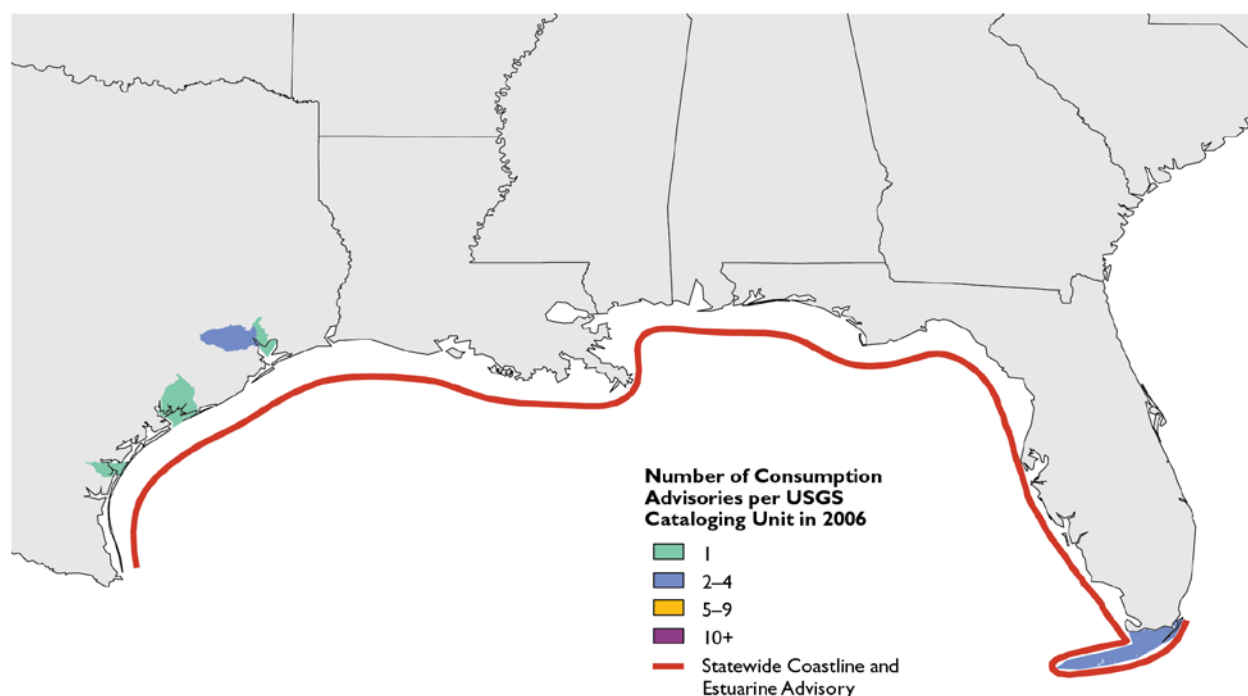 Number of Consumption
Advisories per USGS
Cataloging Unit in 2006
1
2–4
5–9
10+
Statewide Coastline and
Estuarine Advisory